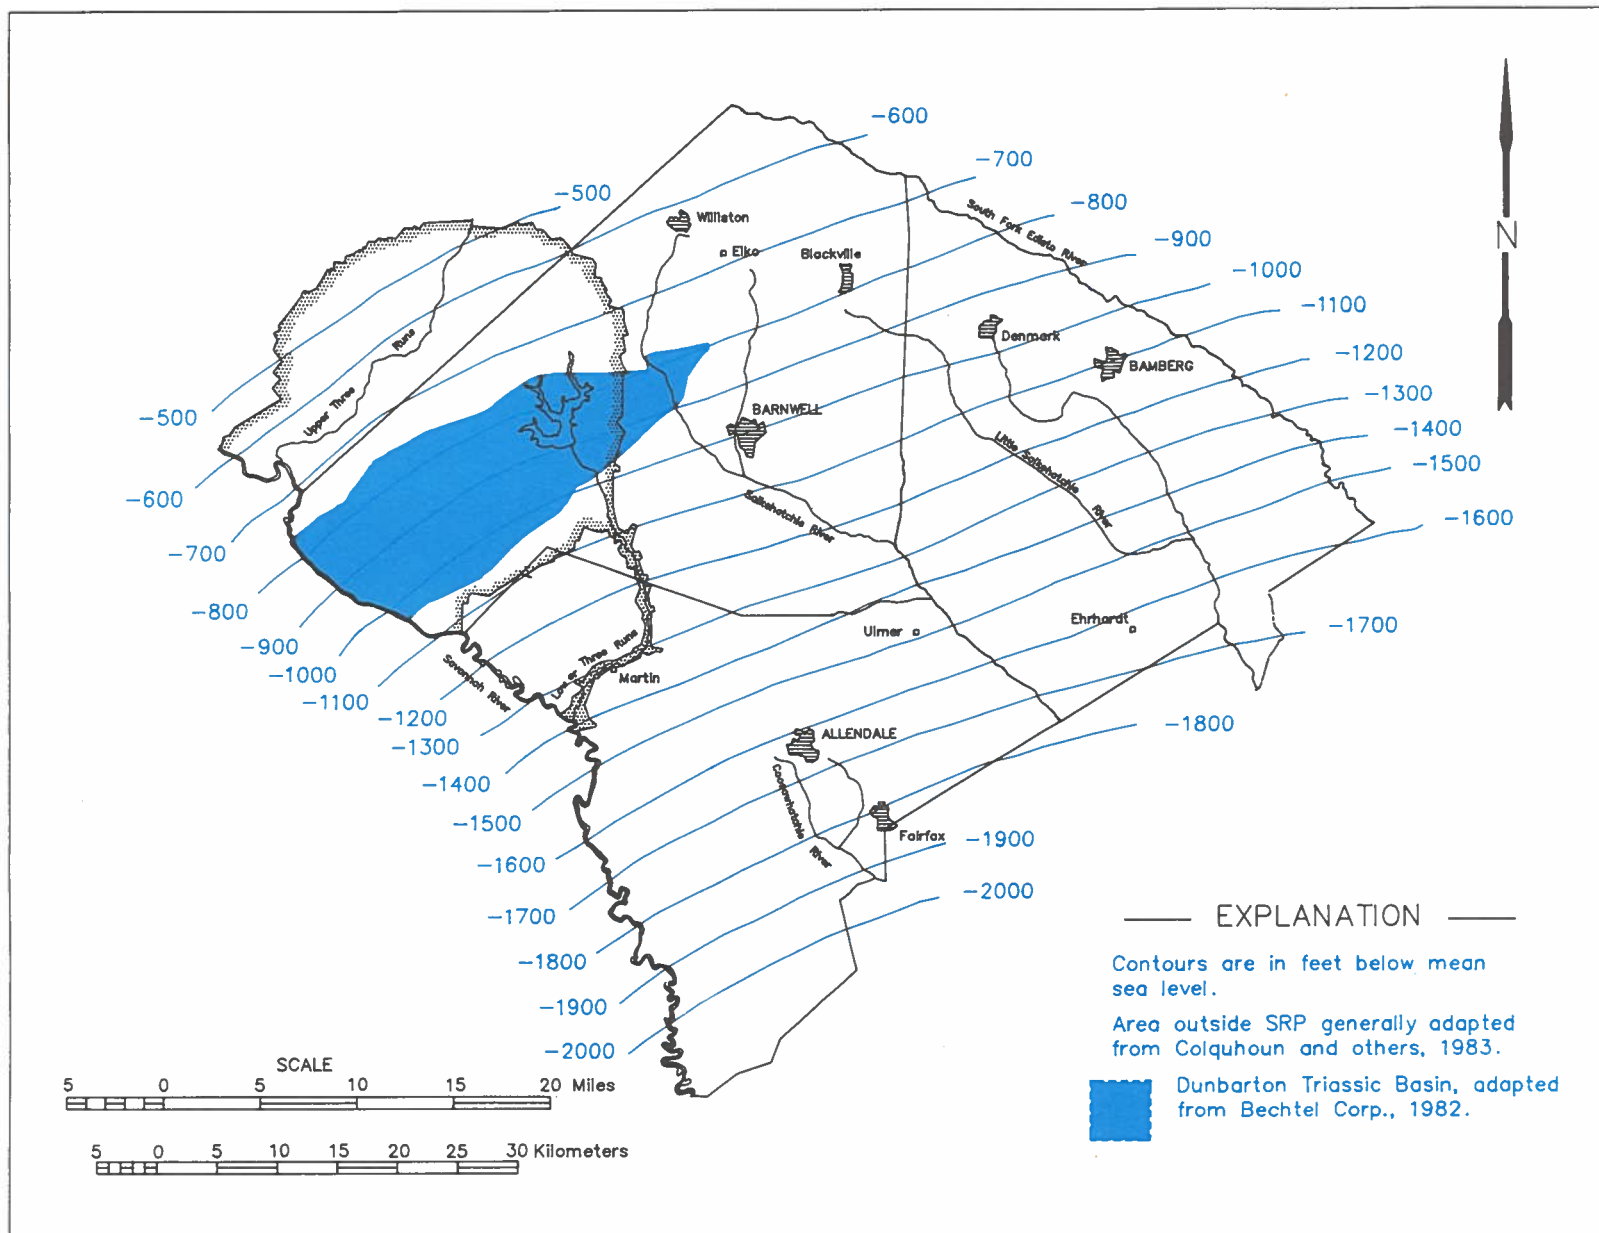 -600
-700
-500
-800
South Fork Edisto River
Williston
-900
Elko
Blackville
-1000
-1100
Runs
Denmark
-1200
BAMBERG
-1300
Upper Three
BARNWELL
-500
-1400
Little Salkehatchie
River
-1500
-600
Salkehatchie River
-1600
-700
-800
Ulmer
Ehrhardt
-1700
-900
-1000
Savannah River
Lower Three Runs
Martin
-1100
-1200
-1300
-1800
ALLENDALE
-1400
Coosawhatchie
River
-1500
Fairfax
-1900
-1600
-2000
-1700
-1800
-1900
-2000
N
EXPLANATION
Contours are in feet below mean
sea level.
Area outside SRP generally adapted
from Colquhoun and others, 1983.
Dunbarton Triassic Basin, adapted
from Bechtel Corp., 1982.
SCALE
5 0 5 10 15 20 Miles
5 0 5 10 15 20 25 30 Kilometers